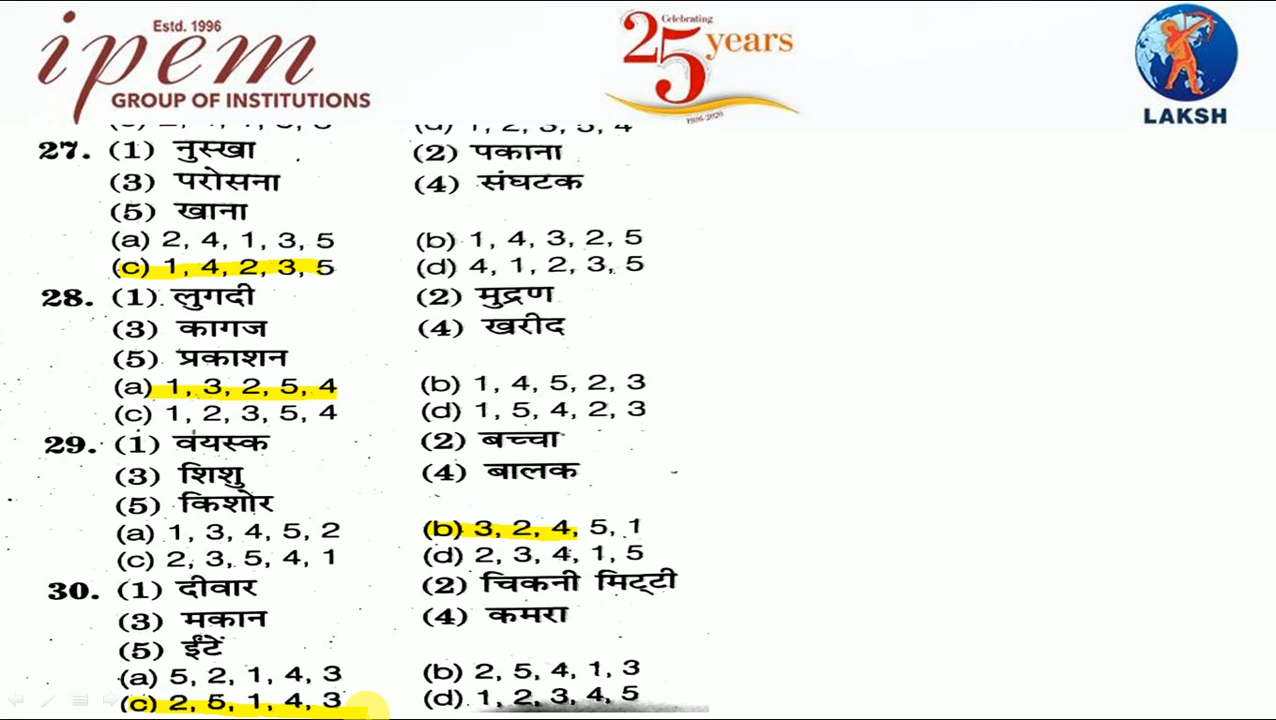 Estd. 1996
ipem
GROUP OF INSTITUTIONS
Celebrating
25 years
1996-2020
LAKSH
27. (1) नुस्खा (2) पकाना
(3) परोसना (4) संघटक
(5) खाना
(a) 2, 4, 1, 3, 5 (b) 1, 4, 3, 2, 5
(c) 1, 4, 2, 3, 5 (d) 4, 1, 2, 3, 5
28. (1) लुगदी (2) मुद्रण
(3) कागज (4) खरीद
(5) प्रकाशन
(a) 1, 3, 2, 5, 4 (b) 1, 4, 5, 2, 3
(c) 1, 2, 3, 5, 4 (d) 1, 5, 4, 2, 3
29. (1) वयस्क (2) बच्चा
(3) शिशु (4) बालक
(5) किशोर
(a) 1, 3, 4, 5, 2 (b) 3, 2, 4, 5, 1
(c) 2, 3, 5, 4, 1 (d) 2, 3, 4, 1, 5
30. (1) दीवार (2) चिकनी मिट्टी
(3) मकान (4) कमरा
(5) ईंटें
(a) 5, 2, 1, 4, 3 (b) 2, 5, 4, 1, 3
(c) 2, 5, 1, 4, 3 (d) 1, 2, 3, 4, 5